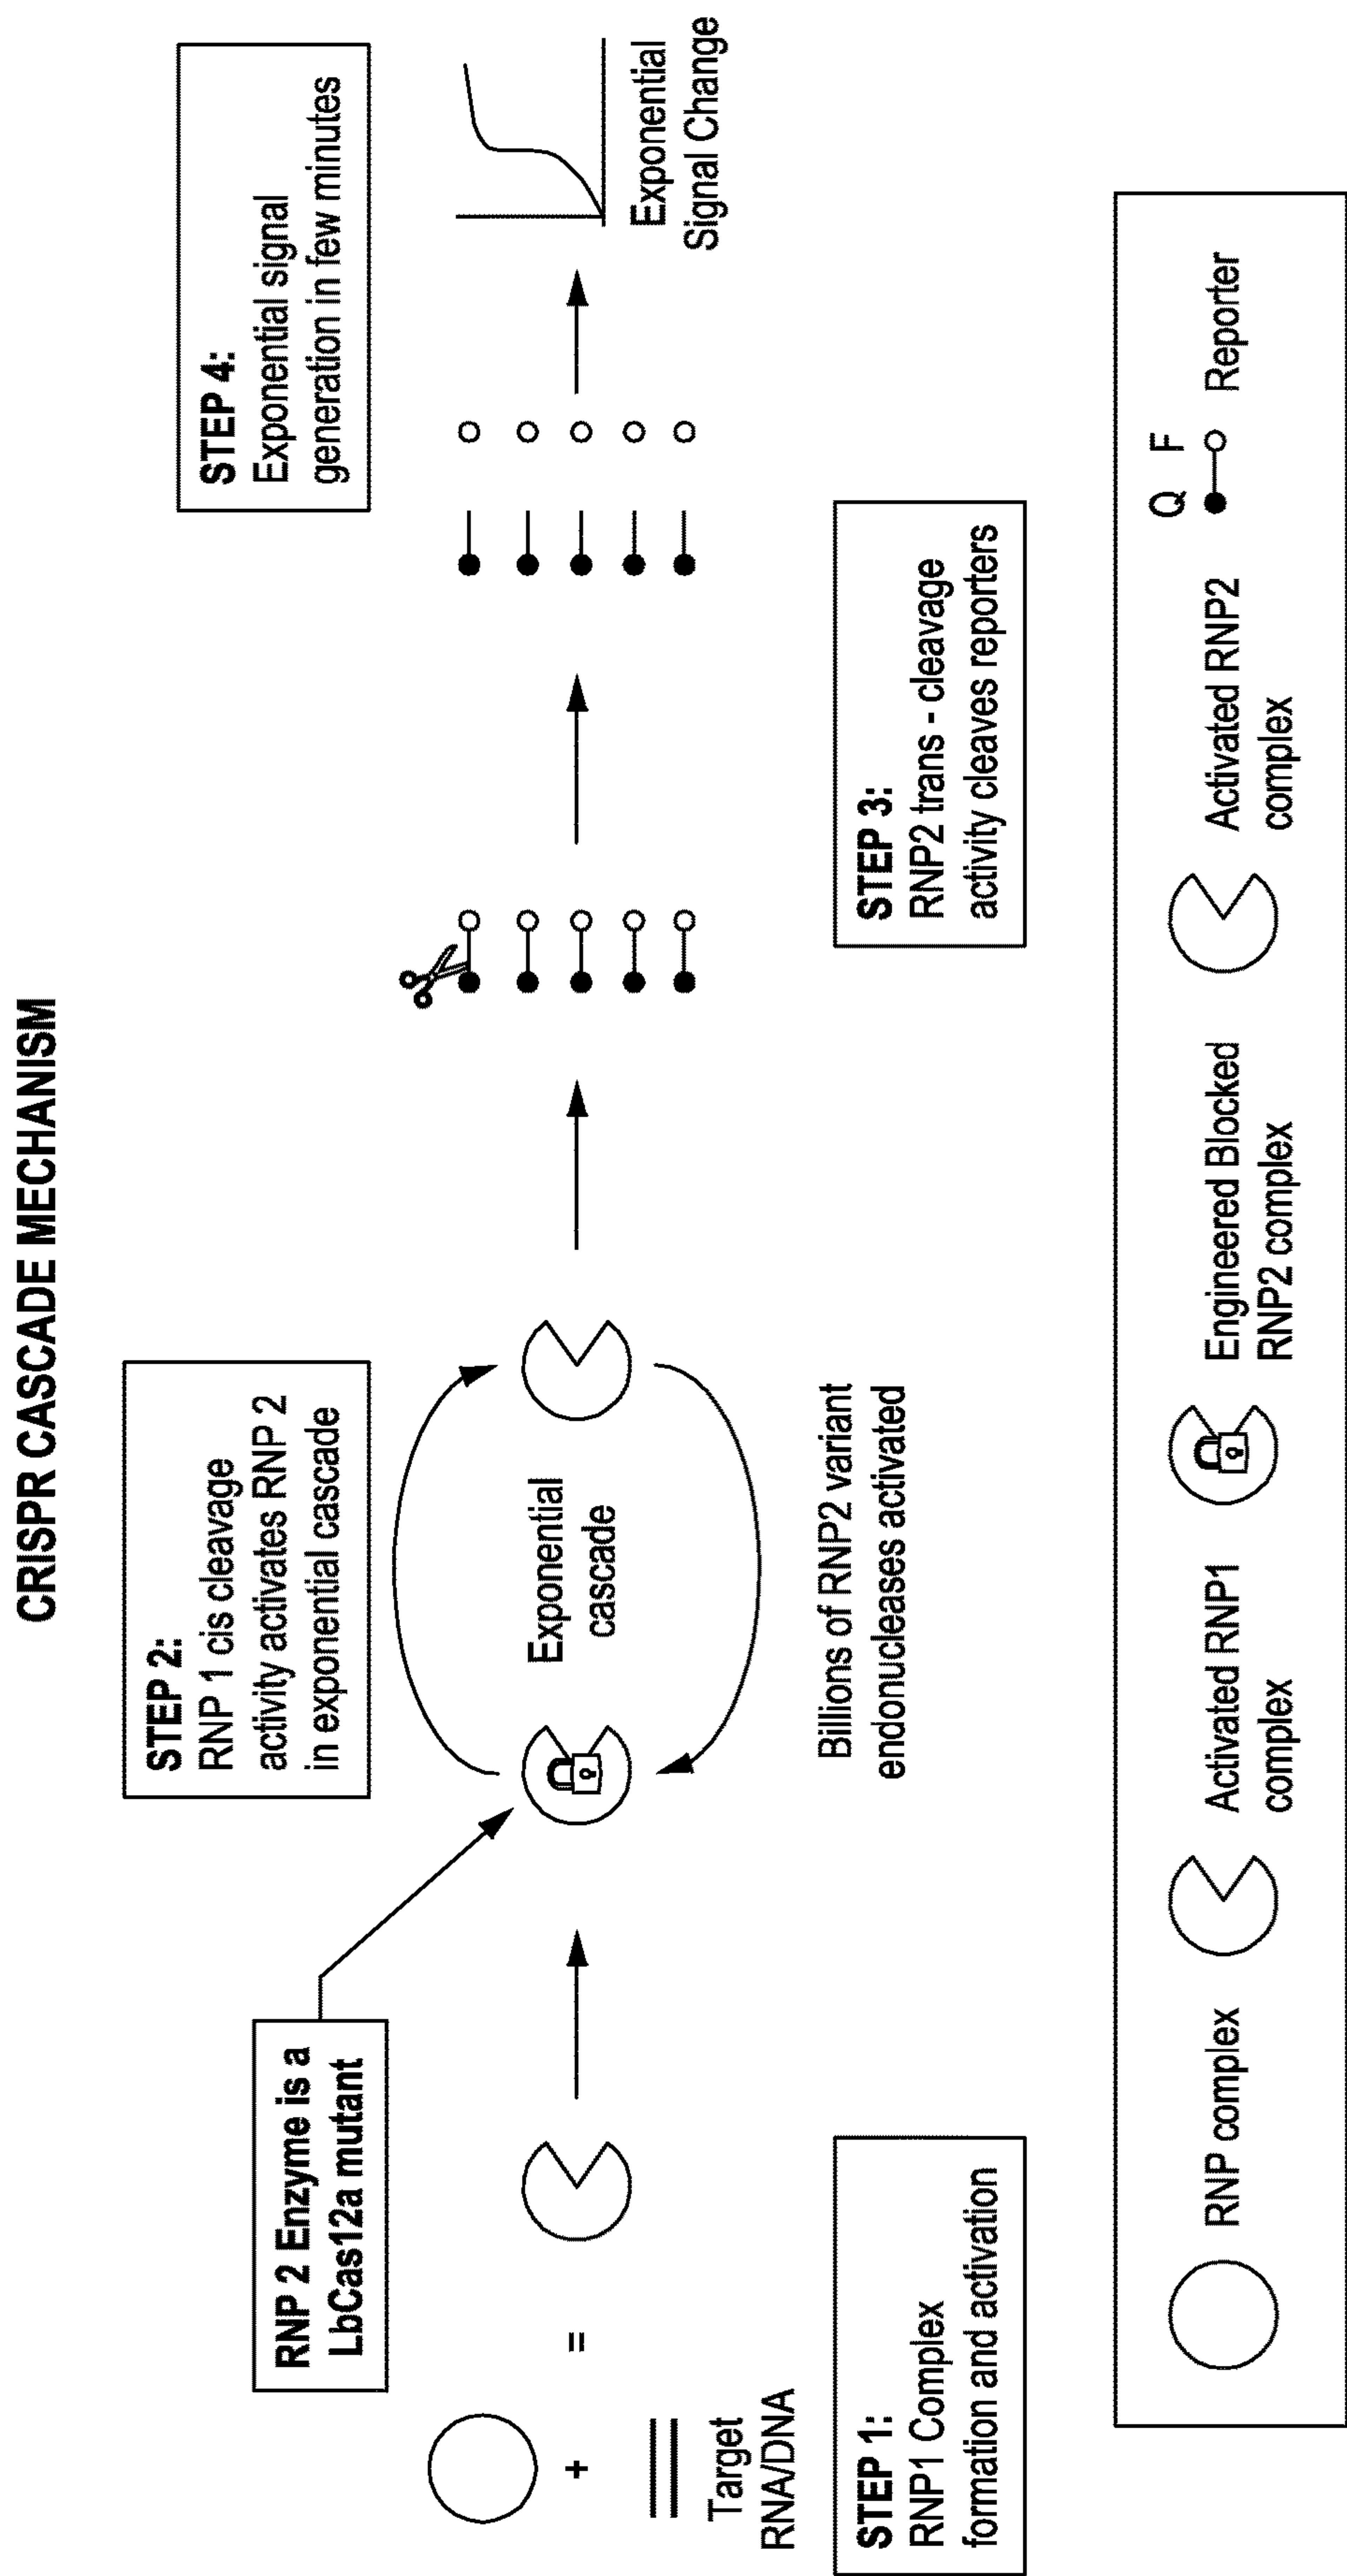 CRISPR CASCADE MECHANISM
RNP 2 Enzyme is a
LbCas12a mutant
STEP 2:
RNP 1 cis cleavage
activity activates RNP 2
in exponential cascade
STEP 4:
Exponential signal
generation in few minutes
+
=
Target
RNA/DNA
Exponential
cascade
Billions of RNP2 variant
endonucleases activated
Exponential
Signal Change
STEP 1:
RNP1 Complex
formation and activation
STEP 3:
RNP2 trans - cleavage
activity cleaves reporters
RNP complex
Activated RNP1
complex
Engineered Blocked
RNP2 complex
Activated RNP2
complex
Q F
Reporter